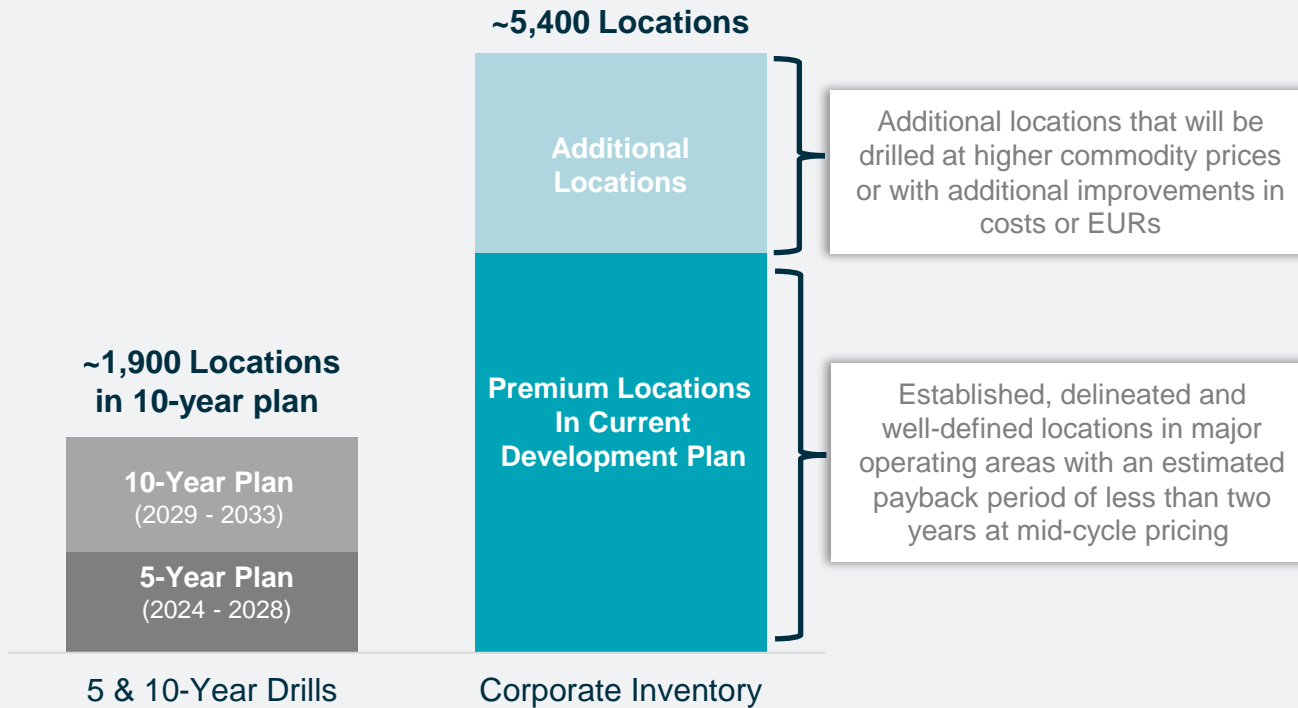 ~5,400 Locations
Additional
Locations
Additional locations that will be
drilled at higher commodity prices
or with additional improvements in
costs or EURs
~1,900 Locations
in 10-year plan
10-Year Plan
(2029 - 2033)
5-Year Plan
(2024 - 2028)
Premium Locations
In Current
Development Plan
Established, delineated and
well-defined locations in major
operating areas with an estimated
payback period of less than two
years at mid-cycle pricing
5 & 10-Year Drills
Corporate Inventory